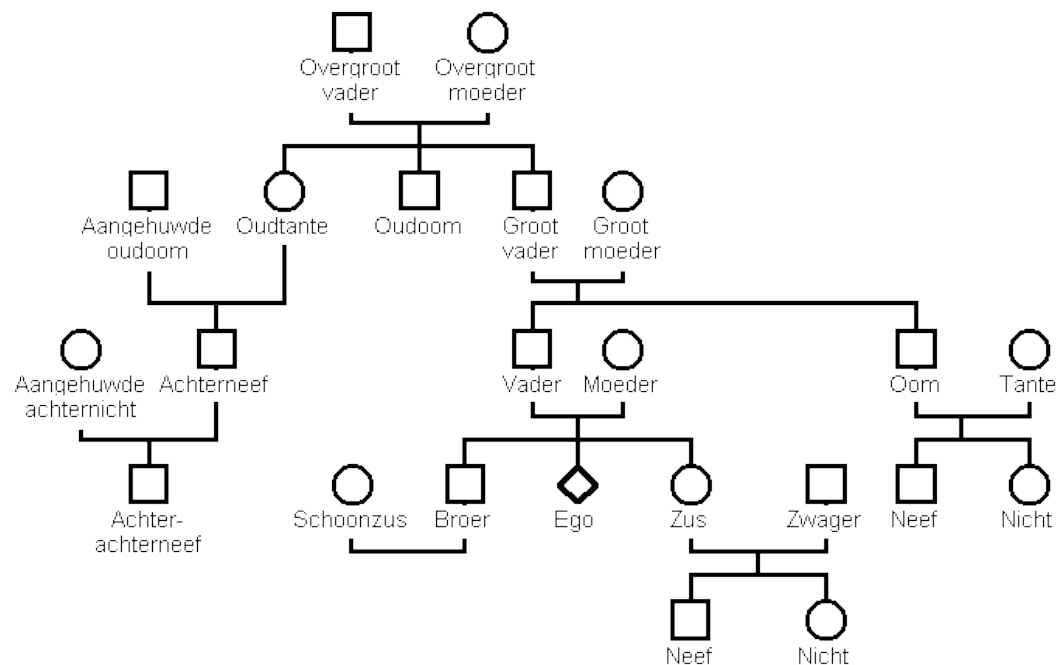 Overgroot Overgroot
vader moeder
Aangehuwde Oudtante Oudoom Groot Groot
oudoom vader moeder
Aangehuwde Achterneef Vader Moeder Oom Tante
achternicht
Achter- Schoonzus Broer Ego Zus Zwager Neef Nicht
achterneef
Neef Nicht